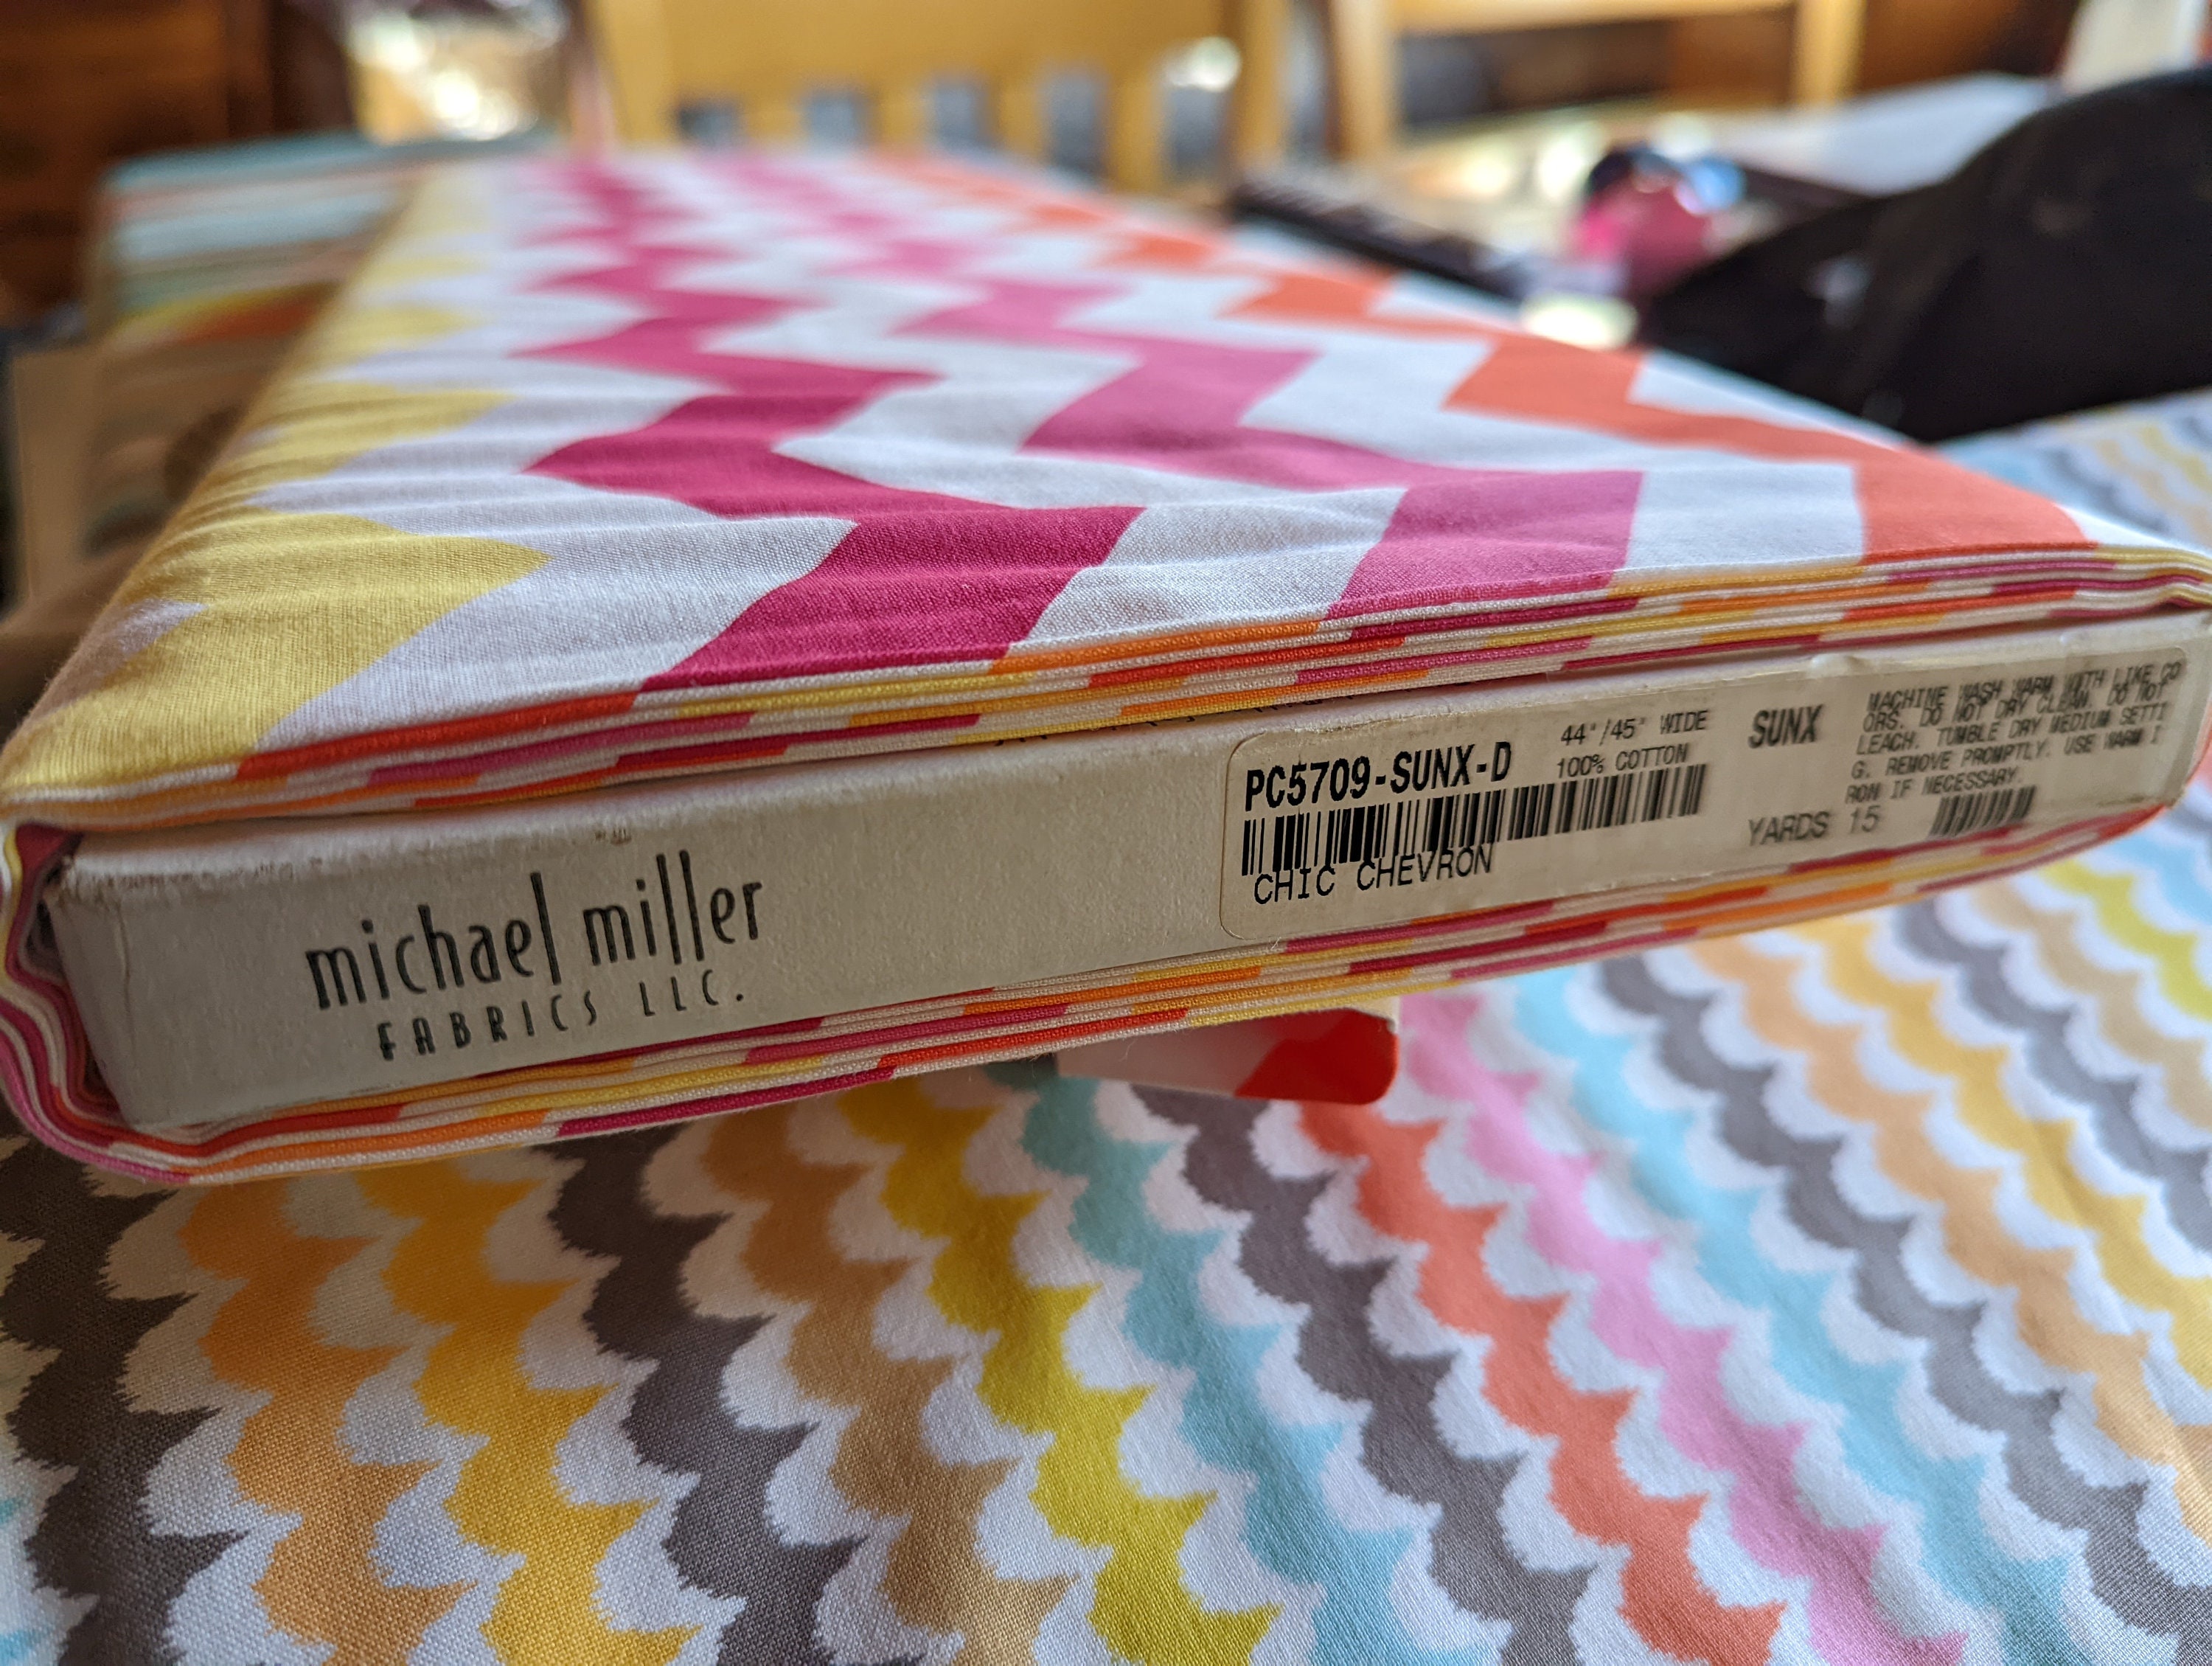 michael miller
FABRICS LLC.
PC5709-SUNX-D
44"/45" WIDE
100% COTTON
CHIC CHEVRON
SUNX
YARDS 15
MACHINE WASH WARM WITH LIKE CO
ORS. DO NOT DRY CLEAN. DO NOT
LEACH. TUMBLE DRY MEDIUM SETTI
G. REMOVE PROMPTLY. USE WARM I
RON IF NECESSARY.